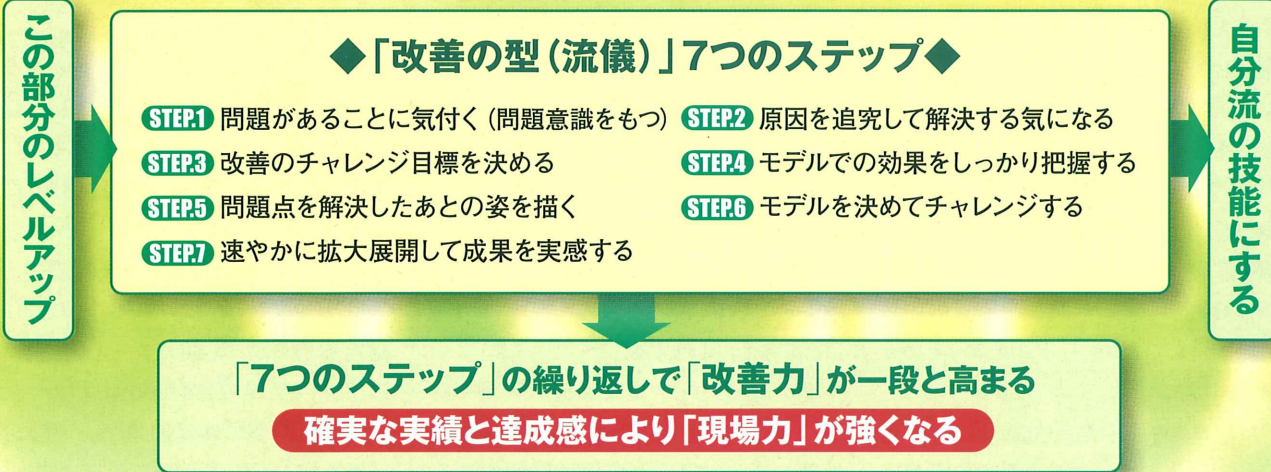 この部分のレベルアップ
◆「改善の型(流儀)」7つのステップ◆
STEP.1 問題があることに気付く(問題意識をもつ)
STEP.2 原因を追究して解決する気になる
STEP.3 改善のチャレンジ目標を決める
STEP.4 モデルでの効果をしっかり把握する
STEP.5 問題点を解決したあとの姿を描く
STEP.6 モデルを決めてチャレンジする
STEP.7 速やかに拡大展開して成果を実感する
自分流の技能にする
「7つのステップ」の繰り返しで「改善力」が一段と高まる
確実な実績と達成感により「現場力」が強くなる